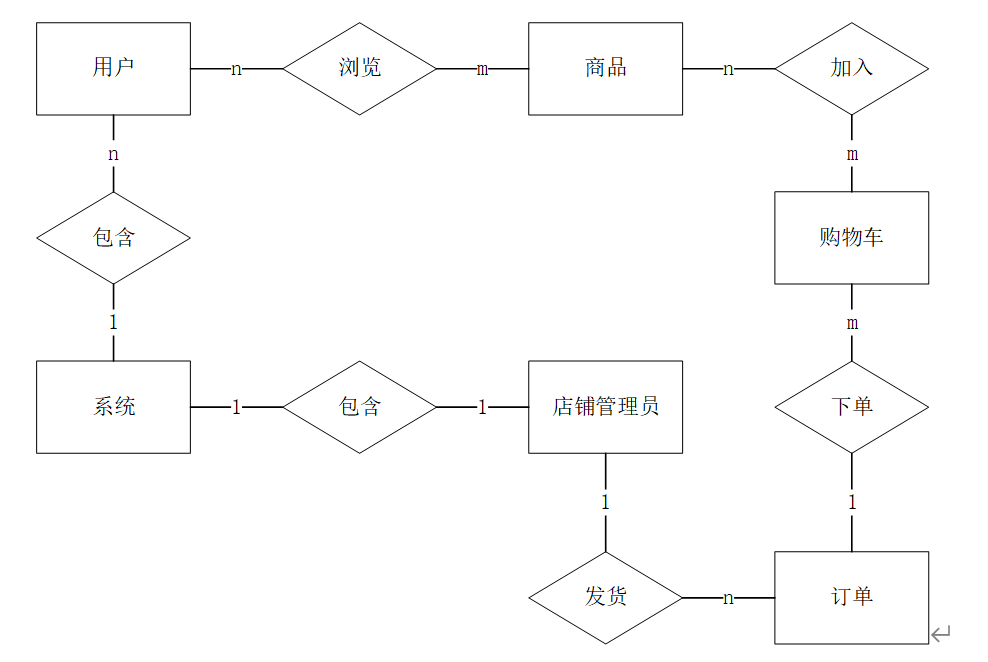 用户 n 浏览 m 商品 n 加入
n m
包含 购物车
1 m
系统 1 包含 1 店铺管理员 下单
1 1
发货 n 订单